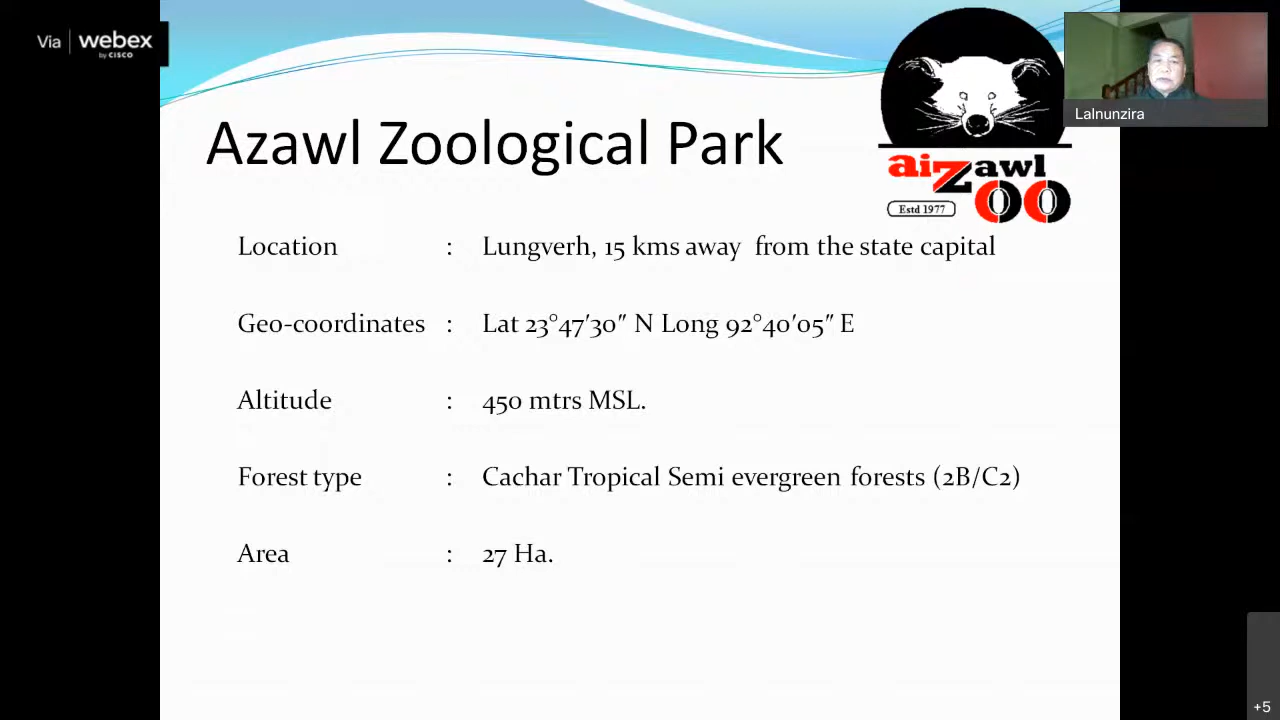 Via webex
by CISCO
Lalnunzira
Azawl Zoological Park
aizawl
zoo
Estd 1977
Location : Lungverh, 15 kms away from the state capital
Geo-coordinates : Lat 23°47′30″ N Long 92°40′05″ E
Altitude : 450 mtrs MSL.
Forest type : Cachar Tropical Semi evergreen forests (2B/C2)
Area : 27 Ha.
+5